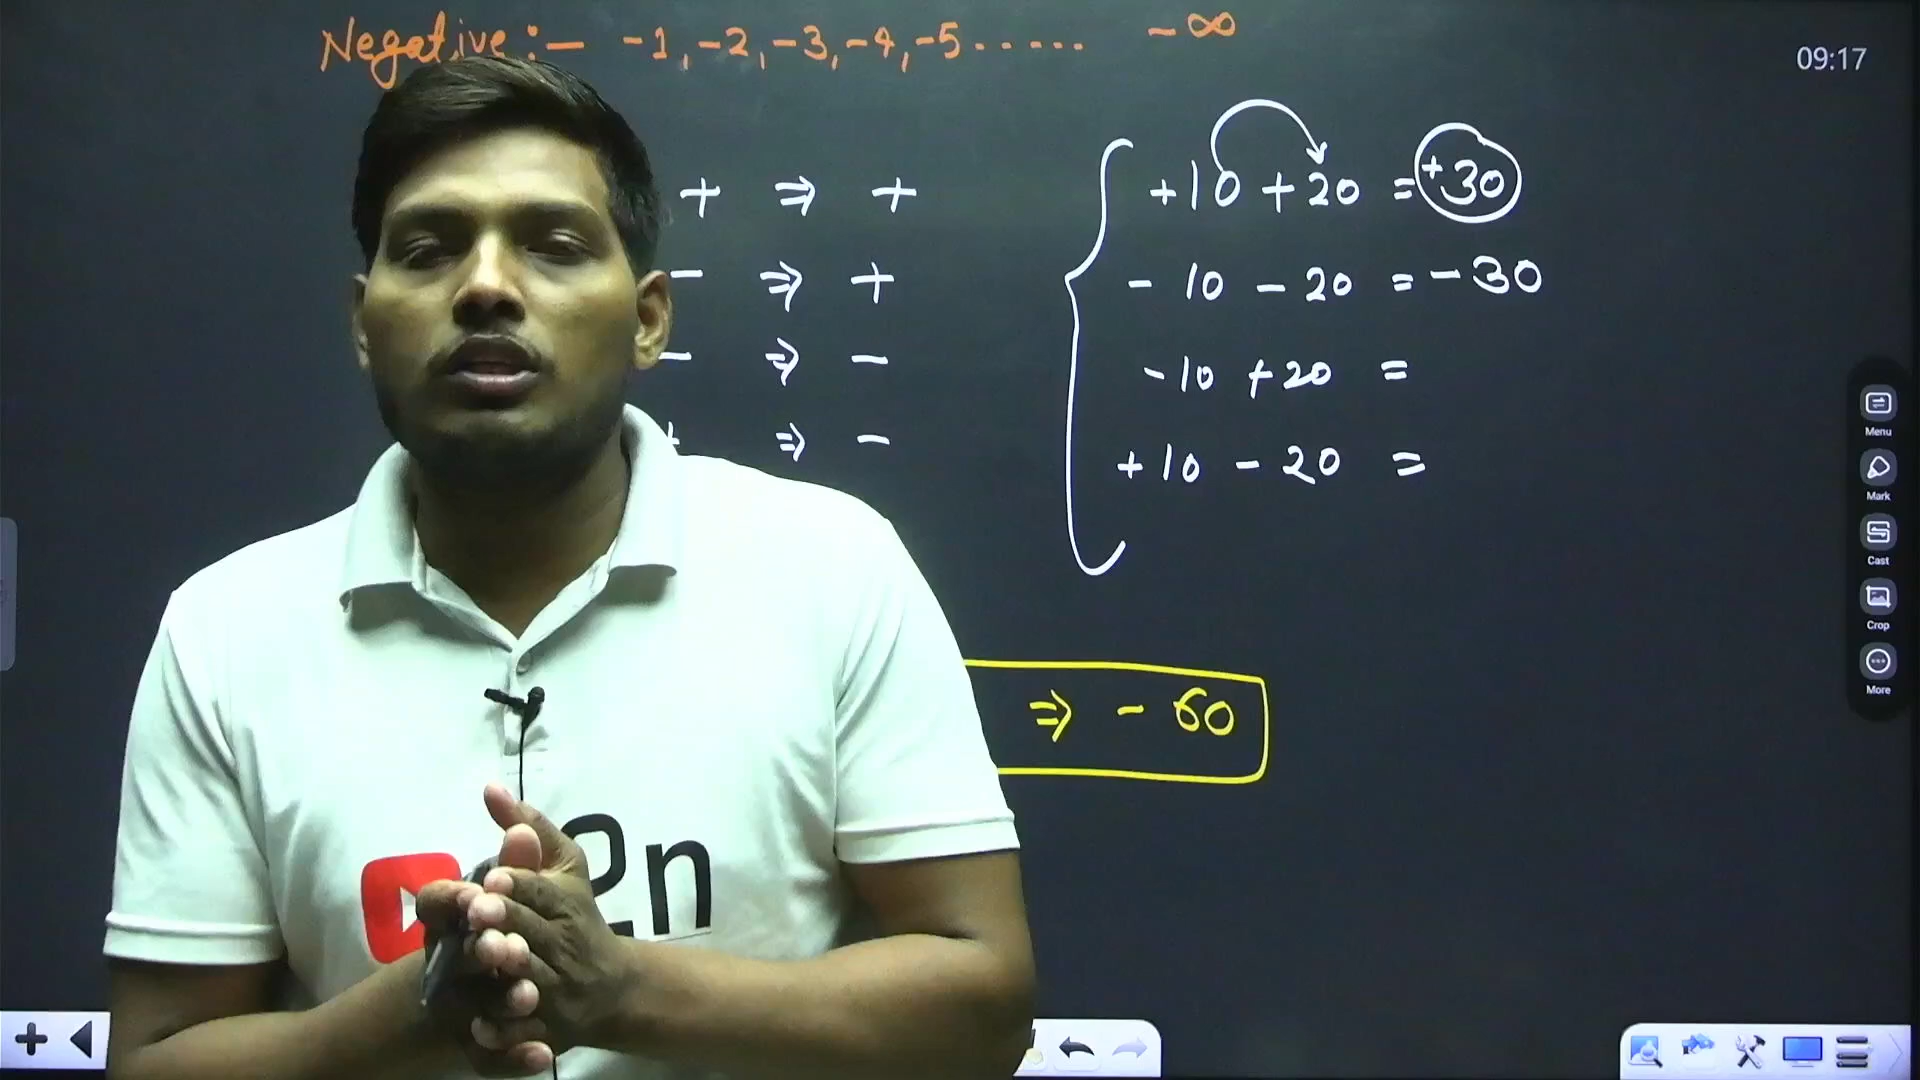 Negative :- -1, -2, -3, -4, -5...... -∞
09:17
+ ⇒ +
- ⇒ +
- ⇒ -
+ ⇒ -
+10 +20 = +30
- 10 - 20 = -30
-10 +20 =
+10 - 20 =
⇒ - 60
2n
Menu
Mark
Cast
Crop
More